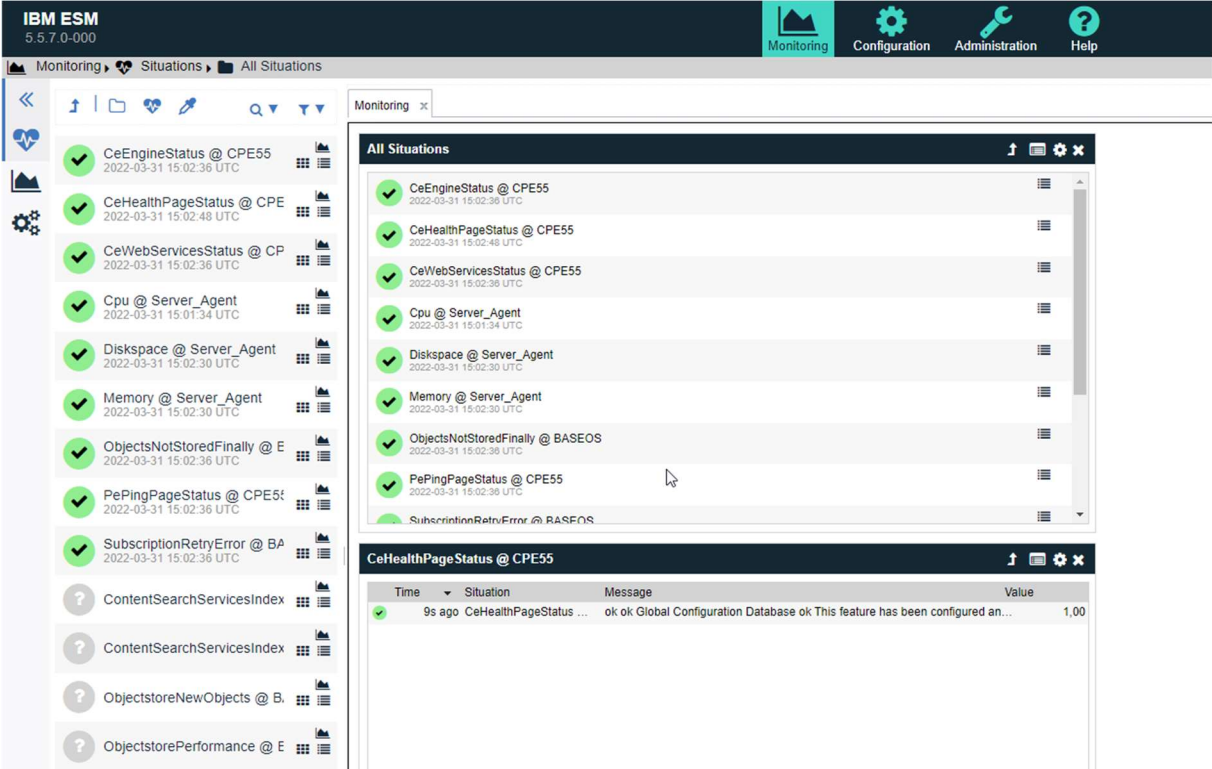 IBM ESM
5.5.7.0-000
Monitoring
Configuration
Administration
Help
Monitoring Situations All Situations
CeEngineStatus @ CPE55
2022-03-31 15:02:36 UTC
CeHealthPageStatus @ CPE
2022-03-31 15:02:48 UTC
CeWebServicesStatus @ CP
2022-03-31 15:02:36 UTC
Cpu @ Server_Agent
2022-03-31 15:01:34 UTC
Diskspace @ Server_Agent
2022-03-31 15:02:30 UTC
Memory @ Server_Agent
2022-03-31 15:02:30 UTC
ObjectsNotStoredFinally @ E
2022-03-31 15:02:36 UTC
PePingPageStatus @ CPE55
2022-03-31 15:02:36 UTC
SubscriptionRetryError @ BA
2022-03-31 15:02:36 UTC
ContentSearchServicesIndex
ContentSearchServicesIndex
ObjectstoreNewObjects @ B
ObjectstorePerformance @ E
Monitoring x
All Situations
CeEngineStatus @ CPE55
2022-03-31 15:02:36 UTC
CeHealthPageStatus @ CPE55
2022-03-31 15:02:48 UTC
CeWebServicesStatus @ CPE55
2022-03-31 15:02:36 UTC
Cpu @ Server_Agent
2022-03-31 15:01:34 UTC
Diskspace @ Server_Agent
2022-03-31 15:02:30 UTC
Memory @ Server_Agent
2022-03-31 15:02:30 UTC
ObjectsNotStoredFinally @ BASEOS
2022-03-31 15:02:36 UTC
PePingPageStatus @ CPE55
2022-03-31 15:02:36 UTC
SubscriptionRetryError @ BASEOS
CeHealthPageStatus @ CPE55
Time Situation Message Value
9s ago CeHealthPageStatus ... ok ok Global Configuration Database ok This feature has been configured an... 1,00